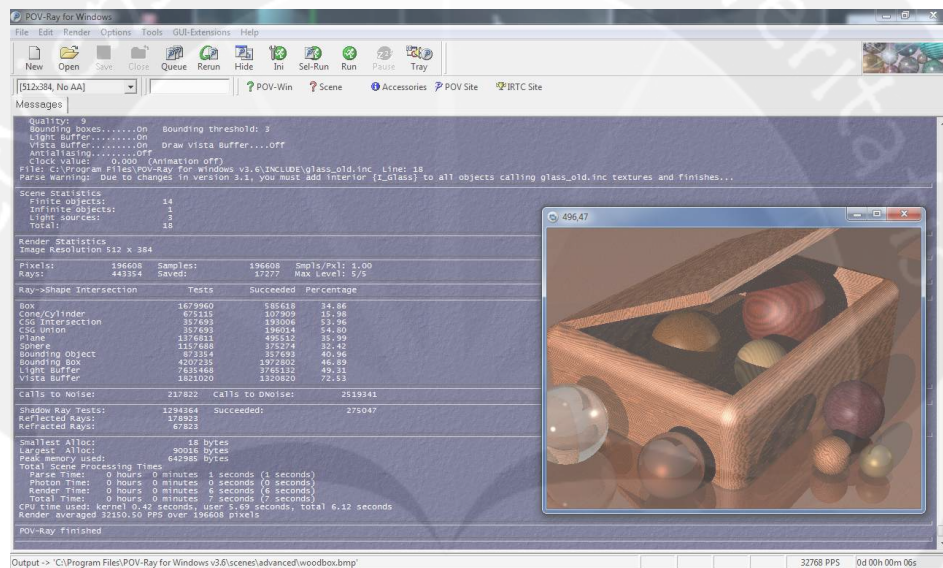 POV-Ray for Windows
File Edit Render Options Tools GUI-Extensions Help
New Open Save Close Queue Rerun Hide Ini Sel-Run Run Pause Tray
[512x384, No AA] ? POV-Win ? Scene Accessories POV Site IRTC Site
Messages
Quality: 9
Bounding boxes.......On Bounding threshold: 3
Light Buffer.........On
Vista Buffer.........On Draw Vista Buffer....Off
Antialiasing.........Off
Clock value: 0.000 (Animation off)
File: C:\Program Files\POV-Ray for Windows v3.6\INCLUDE\glass_old.inc Line: 18
Parse Warning: Due to changes in version 3.1, you must add interior {I_Glass} to all objects calling glass_old.inc textures and finishes...
Scene Statistics
Finite objects: 14
Infinite objects: 1
Light sources: 3
Total: 18
Render Statistics
Image Resolution 512 x 384
Pixels: 196608 Samples: 196608 Smpls/Pxl: 1.00
Rays: 443354 Saved: 17277 Max Level: 5/5
Ray->Shape Intersection Tests Succeeded Percentage
Box 1679960 585618 34.86
Cone/Cylinder 675115 107909 15.98
CSG Intersection 357693 193006 53.96
CSG Union 357693 196014 54.80
Plane 1376811 495512 35.99
Sphere 1157688 375274 32.42
Bounding Object 873354 357693 40.96
Bounding Box 4207235 1972802 46.89
Light Buffer 7635468 3765132 49.31
Vista Buffer 1821020 1320820 72.53
Calls to Noise: 217822 Calls to DNoise: 2519341
Shadow Ray Tests: 1294364 Succeeded: 275047
Reflected Rays: 178923
Refracted Rays: 67823
Smallest Alloc: 18 bytes
Largest Alloc: 90016 bytes
Peak memory used: 642985 bytes
Total Scene Processing Times
Parse Time: 0 hours 0 minutes 1 seconds (1 seconds)
Photon Time: 0 hours 0 minutes 0 seconds (0 seconds)
Render Time: 0 hours 0 minutes 6 seconds (6 seconds)
Total Time: 0 hours 0 minutes 7 seconds (7 seconds)
CPU time used: kernel 0.42 seconds, user 5.69 seconds, total 6.12 seconds
Render averaged 32150.50 PPS over 196608 pixels
POV-Ray finished
496,47
Output -> 'C:\Program Files\POV-Ray for Windows v3.6\scenes\advanced\woodbox.bmp' 32768 PPS 0d 00h 00m 06s